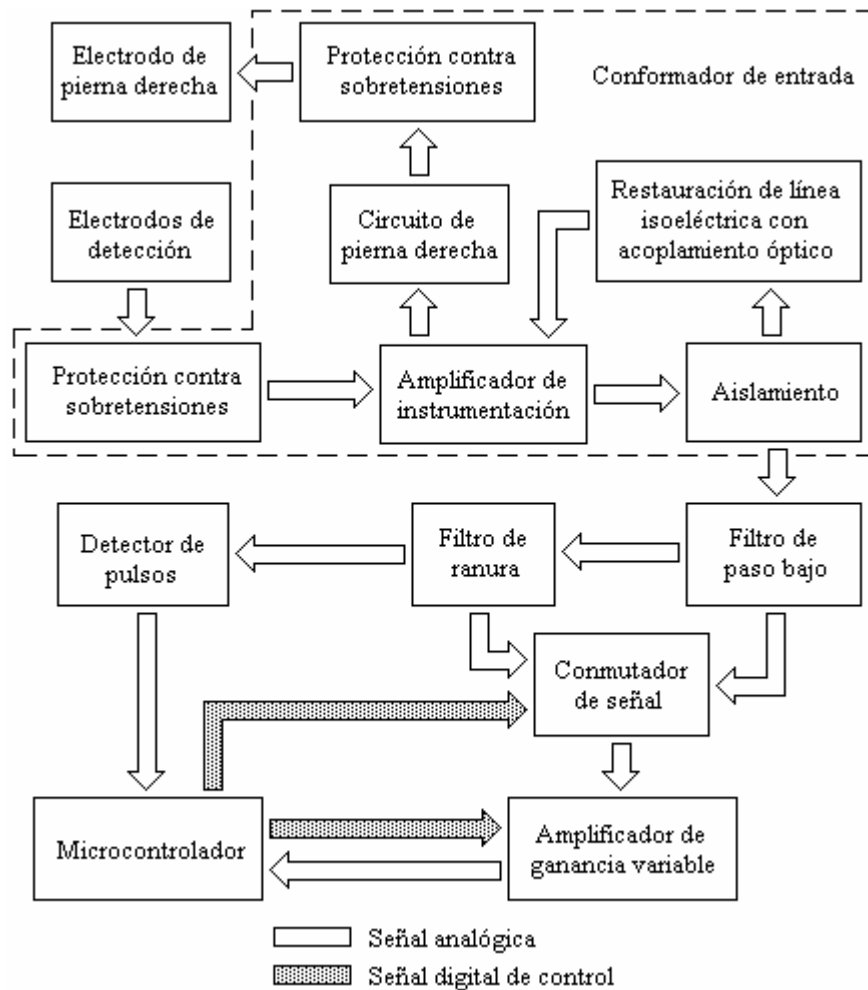 Electrodo de
pierna derecha
Protección contra
sobretensiones
Conformador de entrada
Electrodos de
detección
Circuito de
pierna derecha
Restauración de línea
isoeléctrica con
acoplamiento óptico
Protección contra
sobretensiones
Amplificador de
instrumentación
Aislamiento
Detector de
pulsos
Filtro de
ranura
Filtro de
paso bajo
Conmutador
de señal
Microcontrolador
Amplificador de
ganancia variable
Señal analógica
Señal digital de control